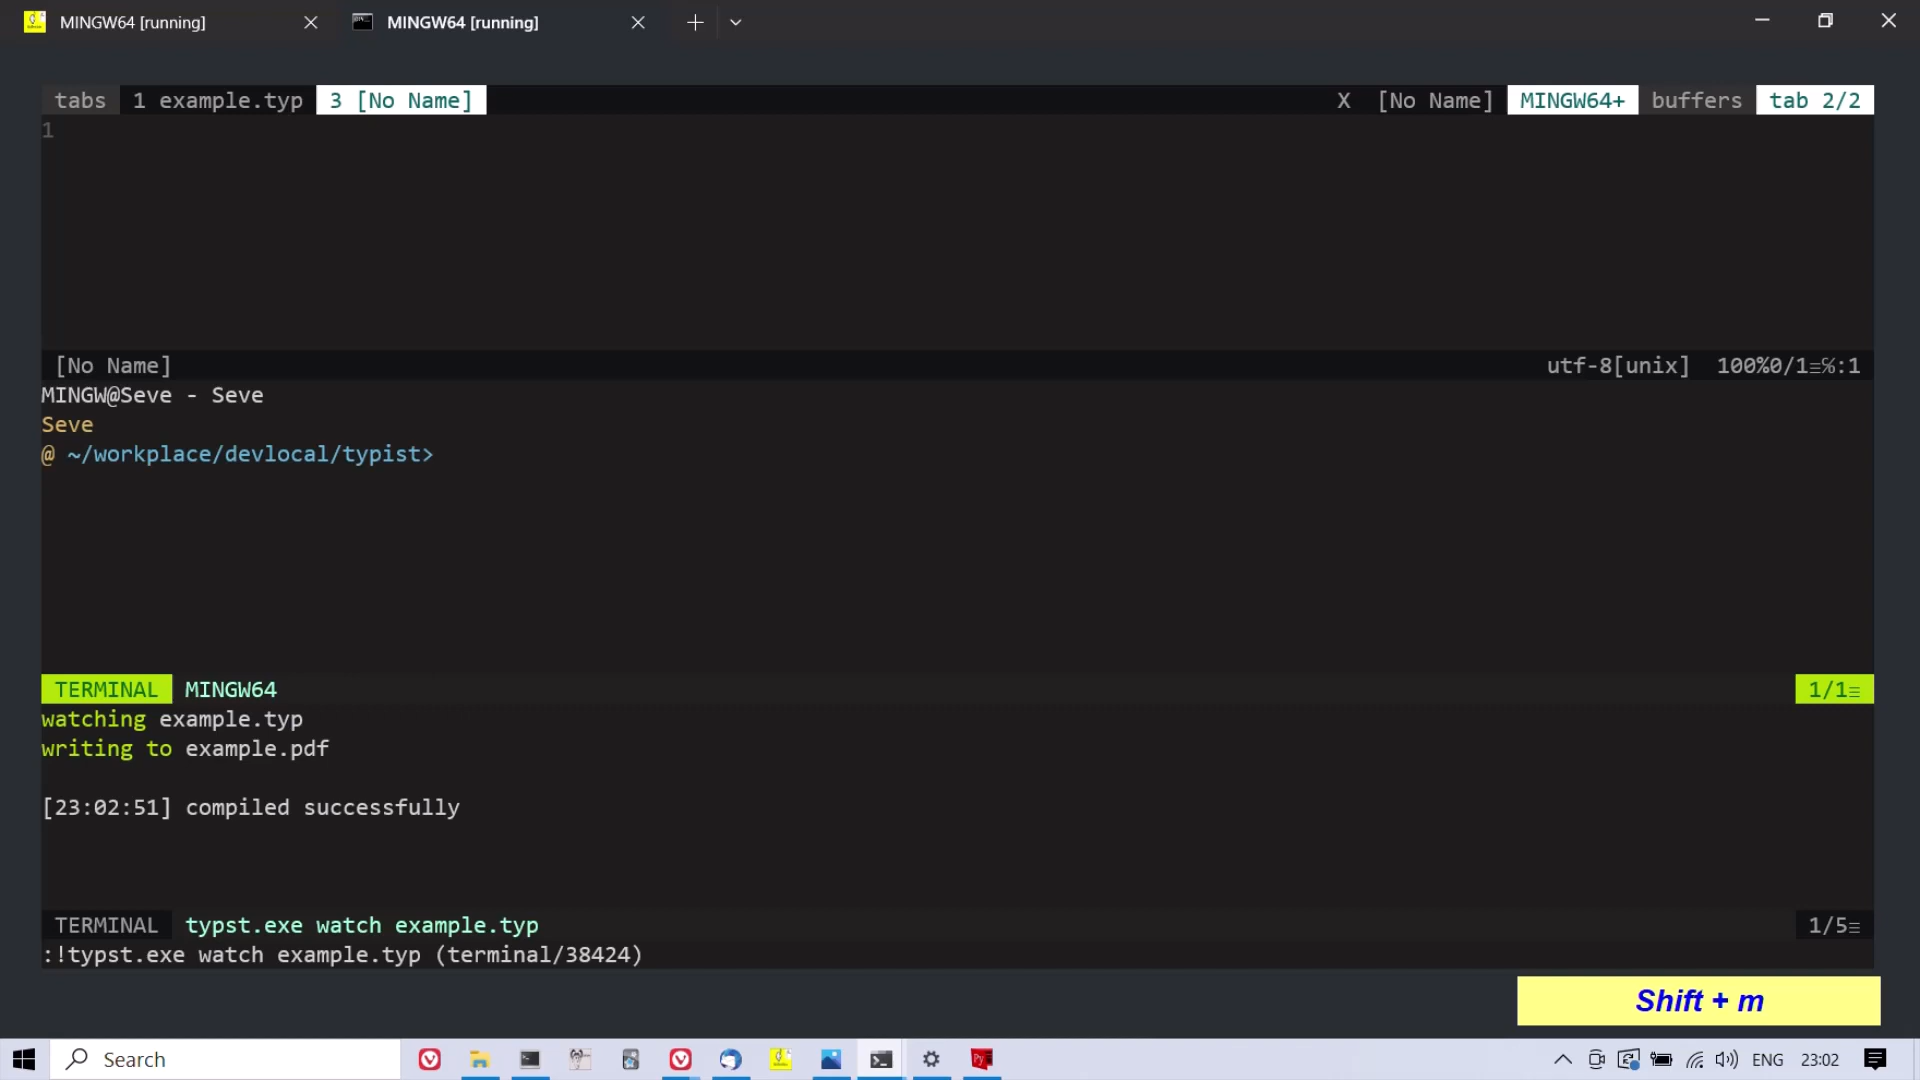 MINGW64 [running]
MINGW64 [running]
tabs 1 example.typ 3 [No Name] X [No Name] MINGW64+ buffers tab 2/2
1
[No Name] utf-8[unix] 100%0/1≡℅:1
MINGW@Seve - Seve
Seve
@ ~/workplace/devlocal/typist>
TERMINAL MINGW64 1/1≡
watching example.typ
writing to example.pdf
[23:02:51] compiled successfully
TERMINAL typst.exe watch example.typ 1/5≡
:!typst.exe watch example.typ (terminal/38424)
Shift + m
Search ENG 23:02